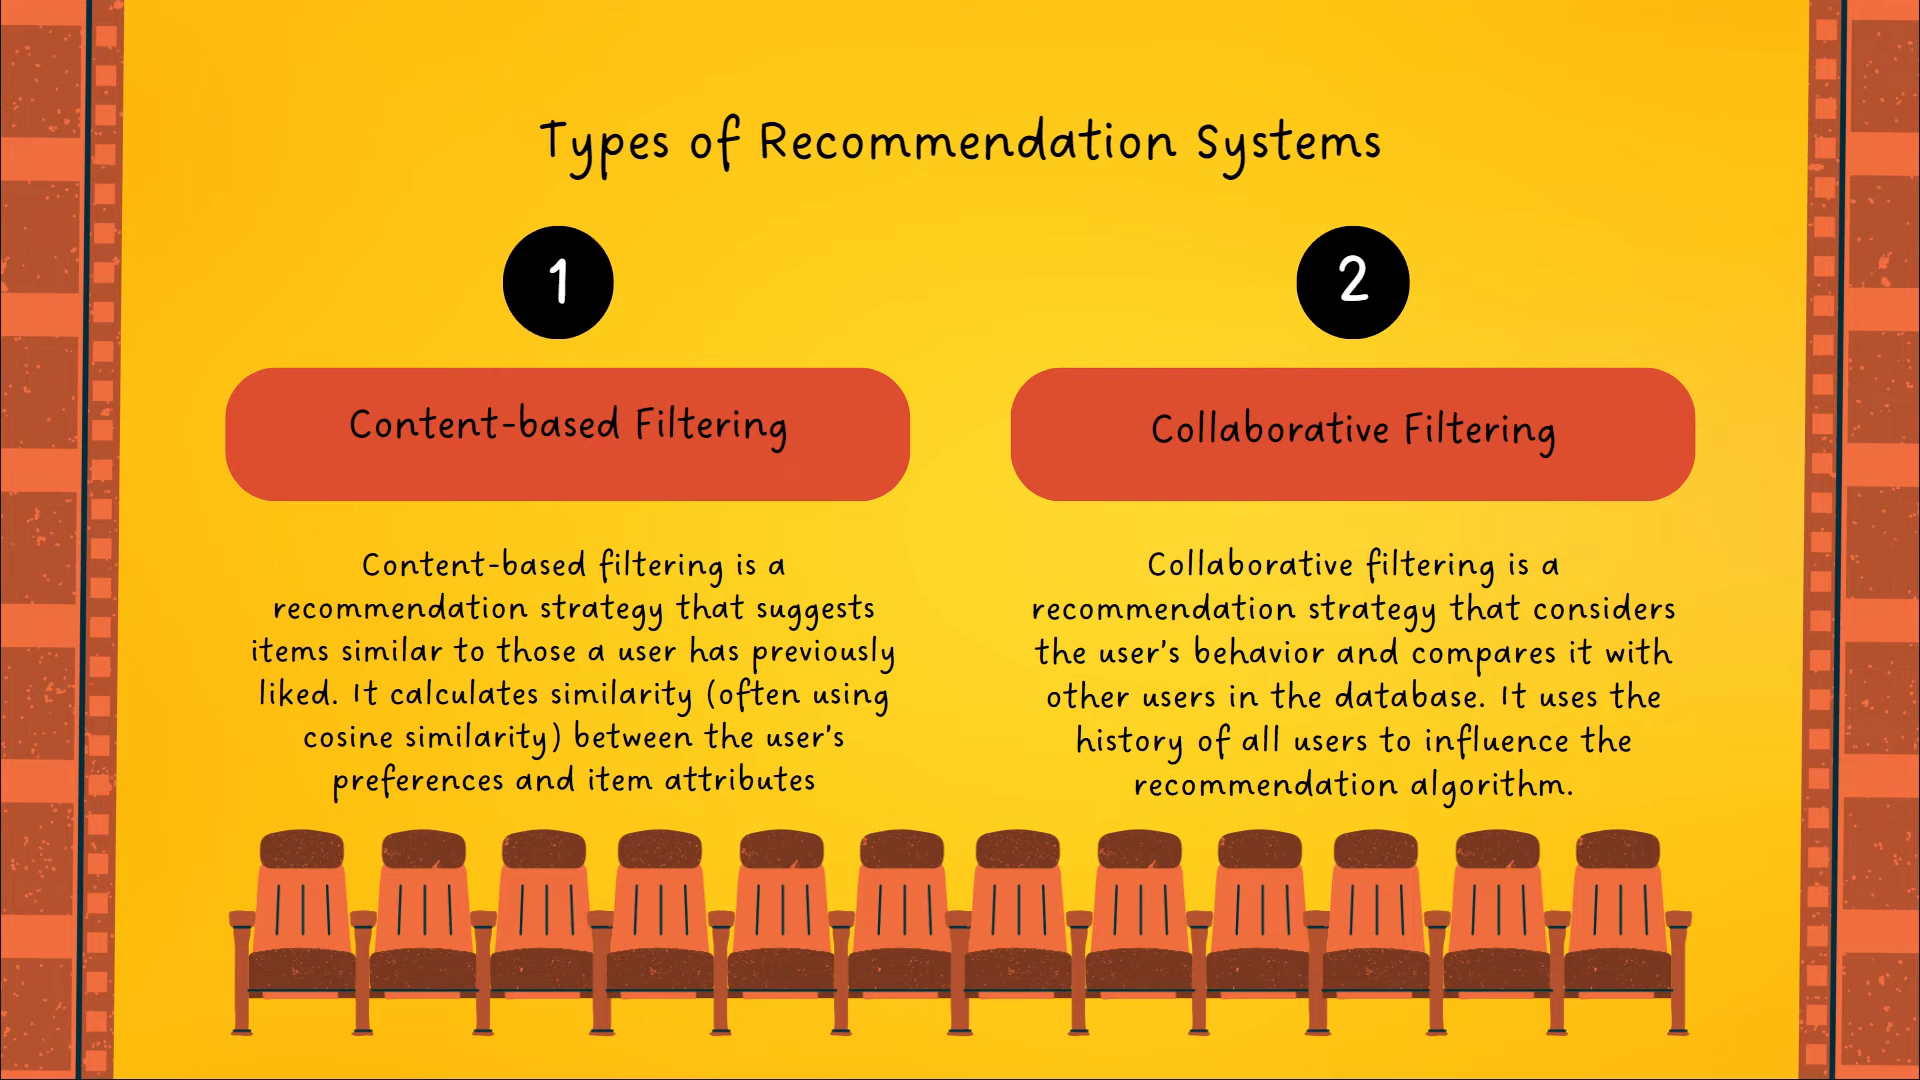 Types of Recommendation Systems
1
Content-based Filtering
Content-based filtering is a
recommendation strategy that suggests
items similar to those a user has previously
liked. It calculates similarity (often using
cosine similarity) between the user's
preferences and item attributes
2
Collaborative Filtering
Collaborative filtering is a
recommendation strategy that considers
the user's behavior and compares it with
other users in the database. It uses the
history of all users to influence the
recommendation algorithm.